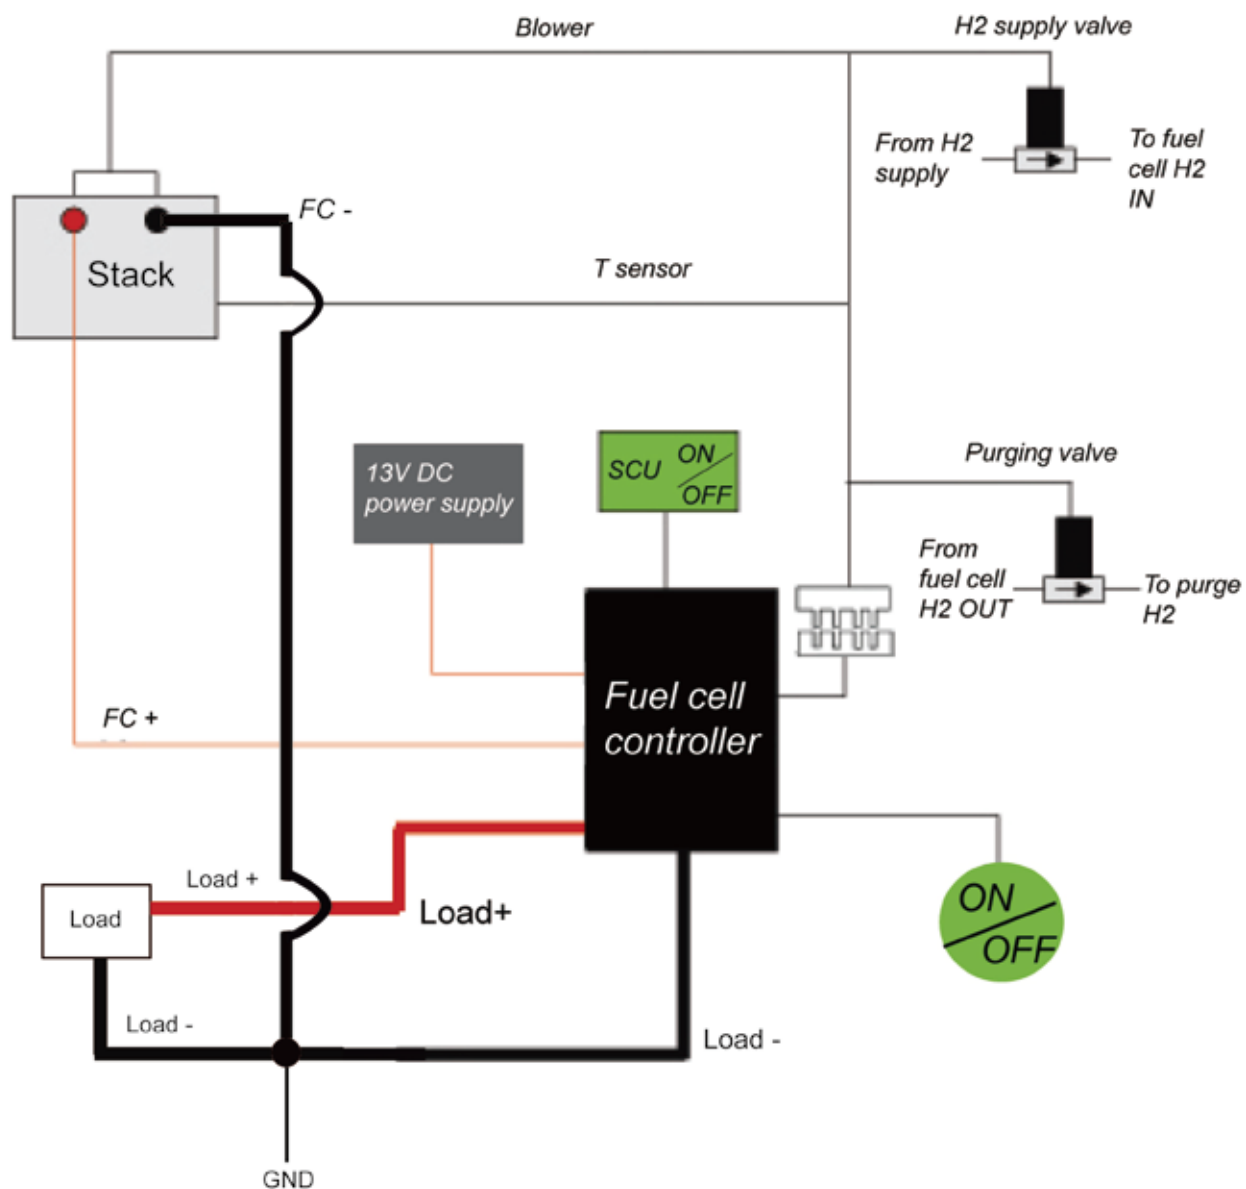 Blower
H2 supply valve
From H2
supply
To fuel
cell H2
IN
FC -
Stack
T sensor
13V DC
power supply
SCU ON
OFF
Purging valve
From
fuel cell
H2 OUT
To purge
H2
Fuel cell
controller
FC +
Load +
Load
Load+
ON
OFF
Load -
Load -
GND